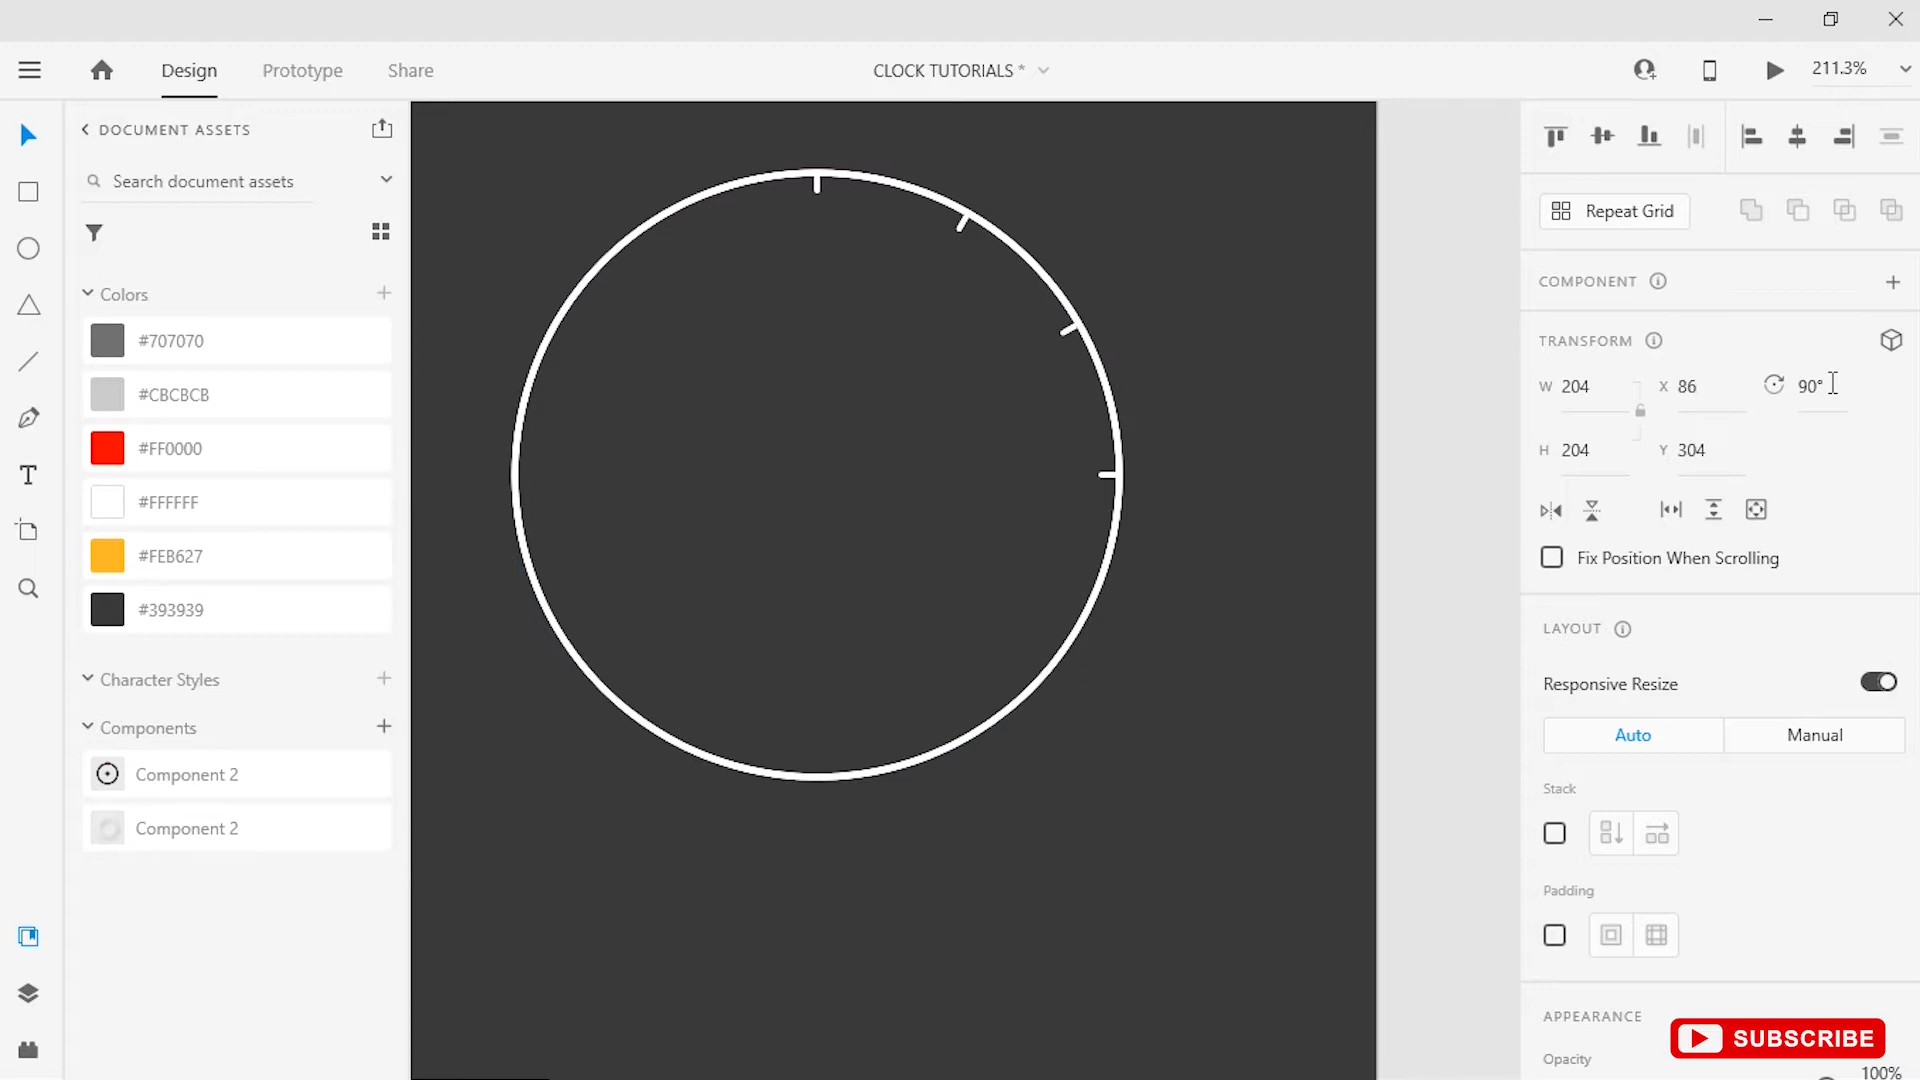 Design
Prototype
Share
CLOCK TUTORIALS *
211.3%
DOCUMENT ASSETS
Search document assets
Colors
#707070
#CBCBCB
#FF0000
#FFFFFF
#FEB627
#393939
Character Styles
Components
Component 2
Component 2
Repeat Grid
COMPONENT
TRANSFORM
W 204
X 86
90°
H 204
Y 304
Fix Position When Scrolling
LAYOUT
Responsive Resize
Auto
Manual
Stack
Padding
APPEARANCE
SUBSCRIBE
Opacity
100%